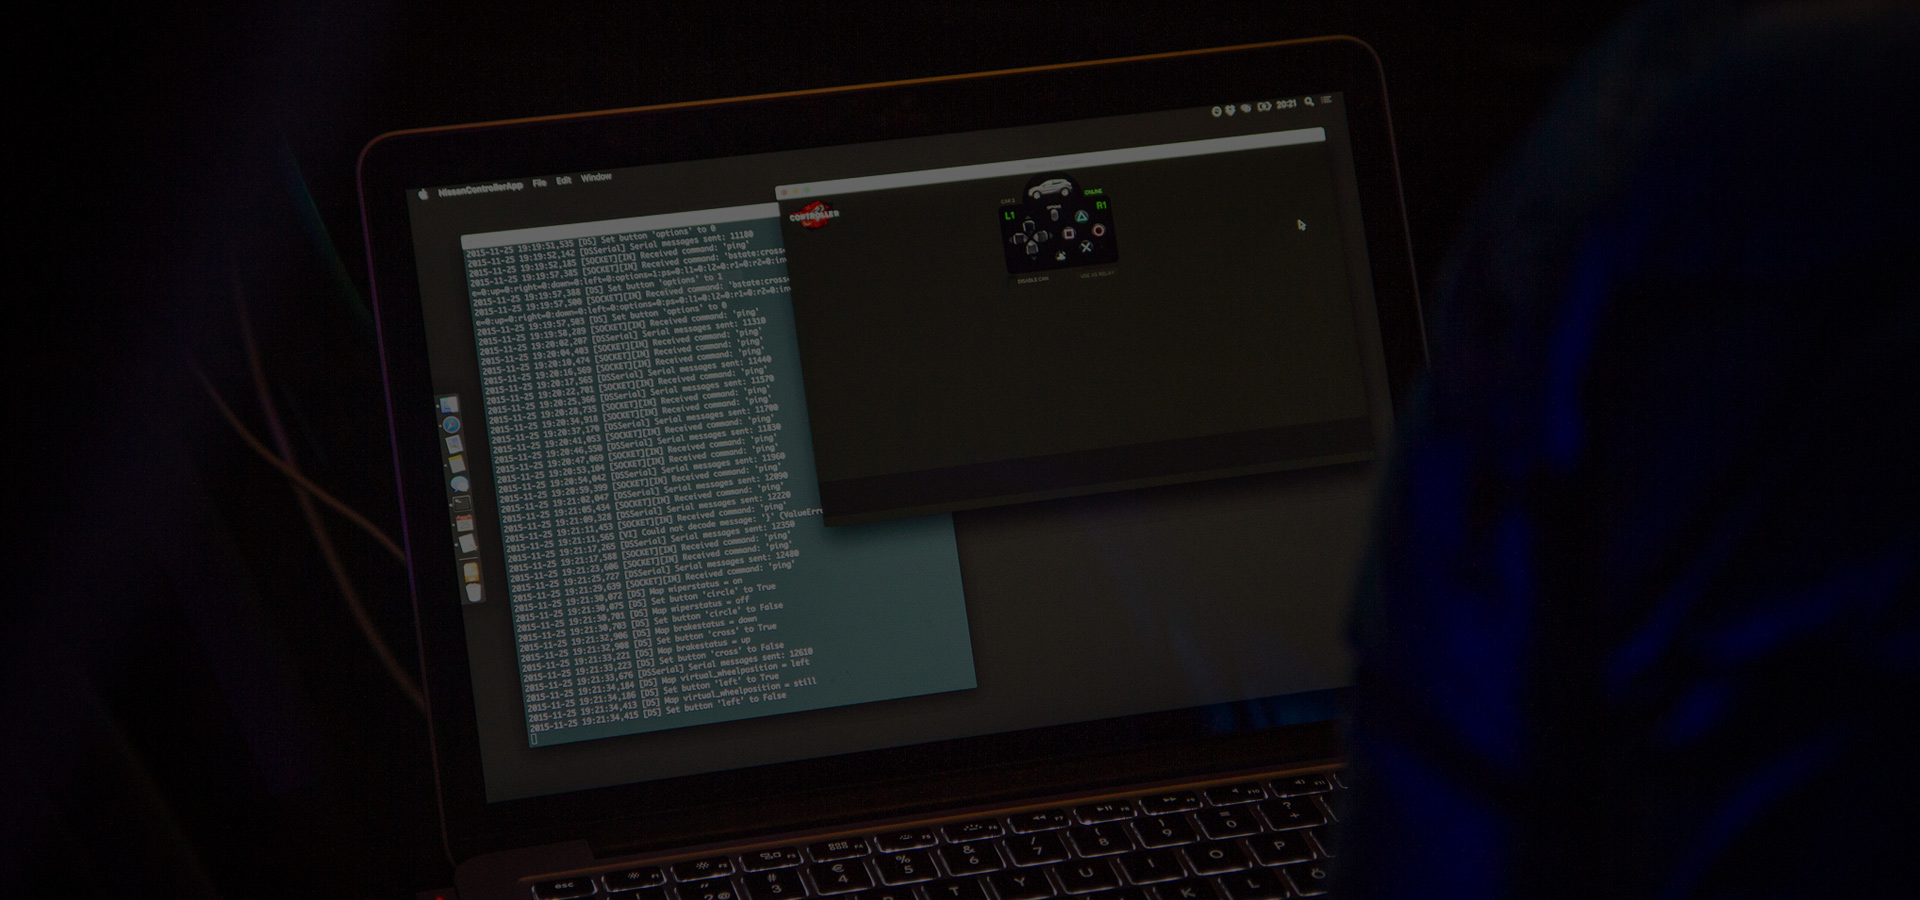 NissanControllerApp File Edit Window
20:21
2015-11-25 19:19:51,535 [DS] Set button 'options' to 0
2015-11-25 19:19:52,142 [DSSerial] Serial messages sent: 11180
2015-11-25 19:19:52,185 [SOCKET][IN] Received command: 'ping'
2015-11-25 19:19:57,385 [SOCKET][IN] Received command: 'bstate:cross=
e=0:up=0:right=0:down=0:left=0:options=1:ps=0:l1=0:l2=0:r1=0:r2=0:in
2015-11-25 19:19:57,388 [DS] Set button 'options' to 1
2015-11-25 19:19:57,500 [SOCKET][IN] Received command: 'bstate:cross=
e=0:up=0:right=0:down=0:left=0:options=0:ps=0:l1=0:l2=0:r1=0:r2=0:in
2015-11-25 19:19:57,503 [DS] Set button 'options' to 0
2015-11-25 19:19:58,289 [SOCKET][IN] Received command: 'ping'
2015-11-25 19:20:02,207 [DSSerial] Serial messages sent: 11310
2015-11-25 19:20:04,403 [SOCKET][IN] Received command: 'ping'
2015-11-25 19:20:10,474 [SOCKET][IN] Received command: 'ping'
2015-11-25 19:20:16,569 [SOCKET][IN] Received command: 'ping'
2015-11-25 19:20:17,565 [DSSerial] Serial messages sent: 11440
2015-11-25 19:20:22,701 [SOCKET][IN] Received command: 'ping'
2015-11-25 19:20:25,366 [DSSerial] Serial messages sent: 11570
2015-11-25 19:20:28,735 [SOCKET][IN] Received command: 'ping'
2015-11-25 19:20:34,918 [SOCKET][IN] Received command: 'ping'
2015-11-25 19:20:37,170 [DSSerial] Serial messages sent: 11700
2015-11-25 19:20:41,053 [SOCKET][IN] Received command: 'ping'
2015-11-25 19:20:46,550 [DSSerial] Serial messages sent: 11830
2015-11-25 19:20:47,069 [SOCKET][IN] Received command: 'ping'
2015-11-25 19:20:53,104 [SOCKET][IN] Received command: 'ping'
2015-11-25 19:20:54,042 [DSSerial] Serial messages sent: 11960
2015-11-25 19:20:59,399 [SOCKET][IN] Received command: 'ping'
2015-11-25 19:21:02,047 [DSSerial] Serial messages sent: 12090
2015-11-25 19:21:05,434 [SOCKET][IN] Received command: 'ping'
2015-11-25 19:21:09,328 [DSSerial] Serial messages sent: 12220
2015-11-25 19:21:11,453 [SOCKET][IN] Received command: 'ping'
2015-11-25 19:21:11,565 [VI] Could not decode message: '}' (ValueErr
2015-11-25 19:21:17,265 [DSSerial] Serial messages sent: 12350
2015-11-25 19:21:17,588 [SOCKET][IN] Received command: 'ping'
2015-11-25 19:21:23,606 [SOCKET][IN] Received command: 'ping'
2015-11-25 19:21:25,727 [DSSerial] Serial messages sent: 12480
2015-11-25 19:21:29,639 [SOCKET][IN] Received command: 'ping'
2015-11-25 19:21:30,072 [DS] Map wiperstatus = on
2015-11-25 19:21:30,075 [DS] Set button 'circle' to True
2015-11-25 19:21:30,701 [DS] Map wiperstatus = off
2015-11-25 19:21:30,703 [DS] Set button 'circle' to False
2015-11-25 19:21:32,906 [DS] Map brakestatus = down
2015-11-25 19:21:32,908 [DS] Set button 'cross' to True
2015-11-25 19:21:33,221 [DS] Map brakestatus = up
2015-11-25 19:21:33,223 [DS] Set button 'cross' to False
2015-11-25 19:21:33,676 [DSSerial] Serial messages sent: 12610
2015-11-25 19:21:34,184 [DS] Map virtual_wheelposition = left
2015-11-25 19:21:34,186 [DS] Set button 'left' to True
2015-11-25 19:21:34,413 [DS] Map virtual_wheelposition = still
2015-11-25 19:21:34,415 [DS] Set button 'left' to False
CONTROLLER
ONLINE
L1
OPTIONS
R1
DISABLE CAN
USE AS RELAY
esc
# 3
€ 4
% 5
& 6
/ 7
( 8
) 9
= 0
? +
T Y U I O P
K L Ö